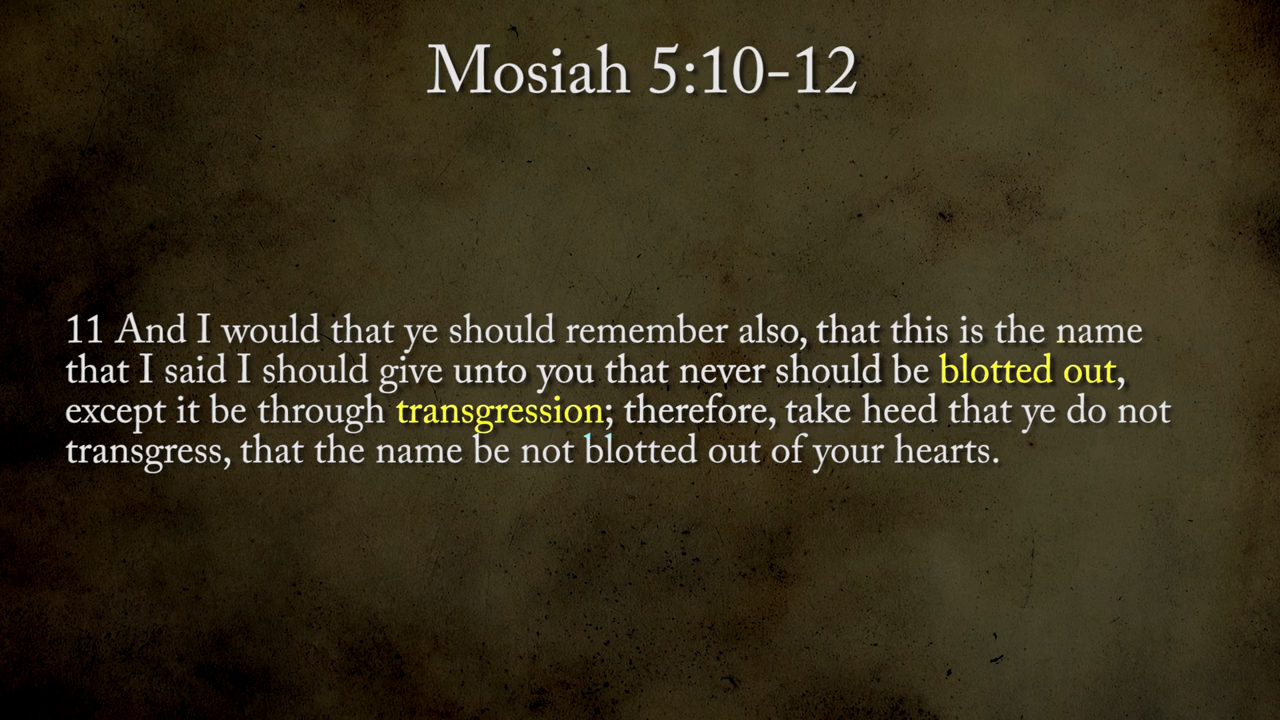 Mosiah 5:10-12
11 And I would that ye should remember also, that this is the name
that I said I should give unto you that never should be blotted out,
except it be through transgression; therefore, take heed that ye do not
transgress, that the name be not blotted out of your hearts.